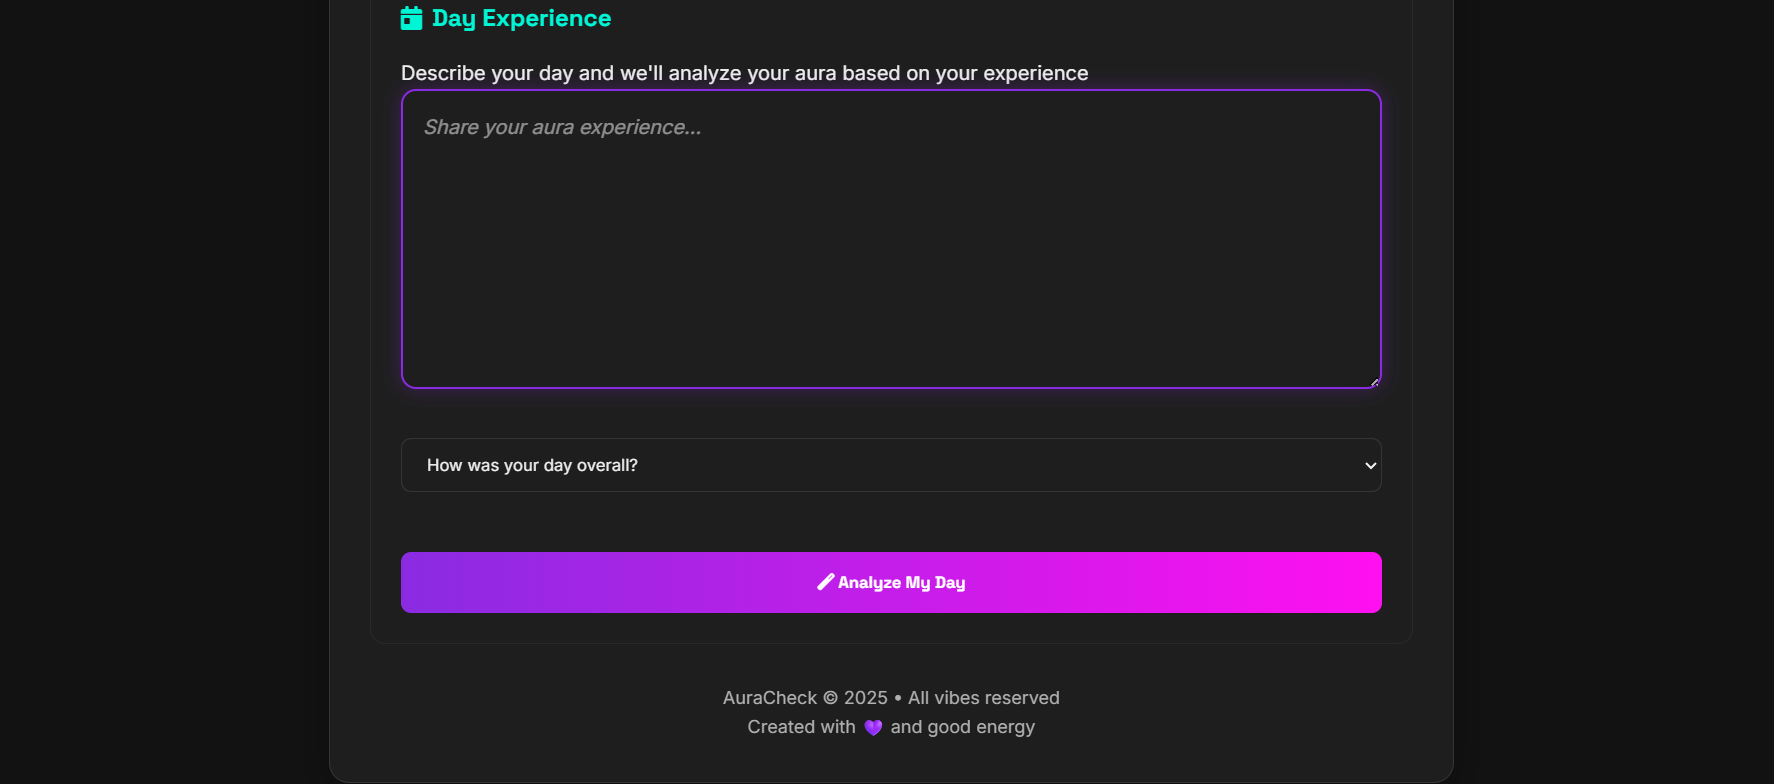 Day Experience
Describe your day and we'll analyze your aura based on your experience
Share your aura experience...
How was your day overall?
Analyze My Day
AuraCheck © 2025 • All vibes reserved
Created with 💜 and good energy